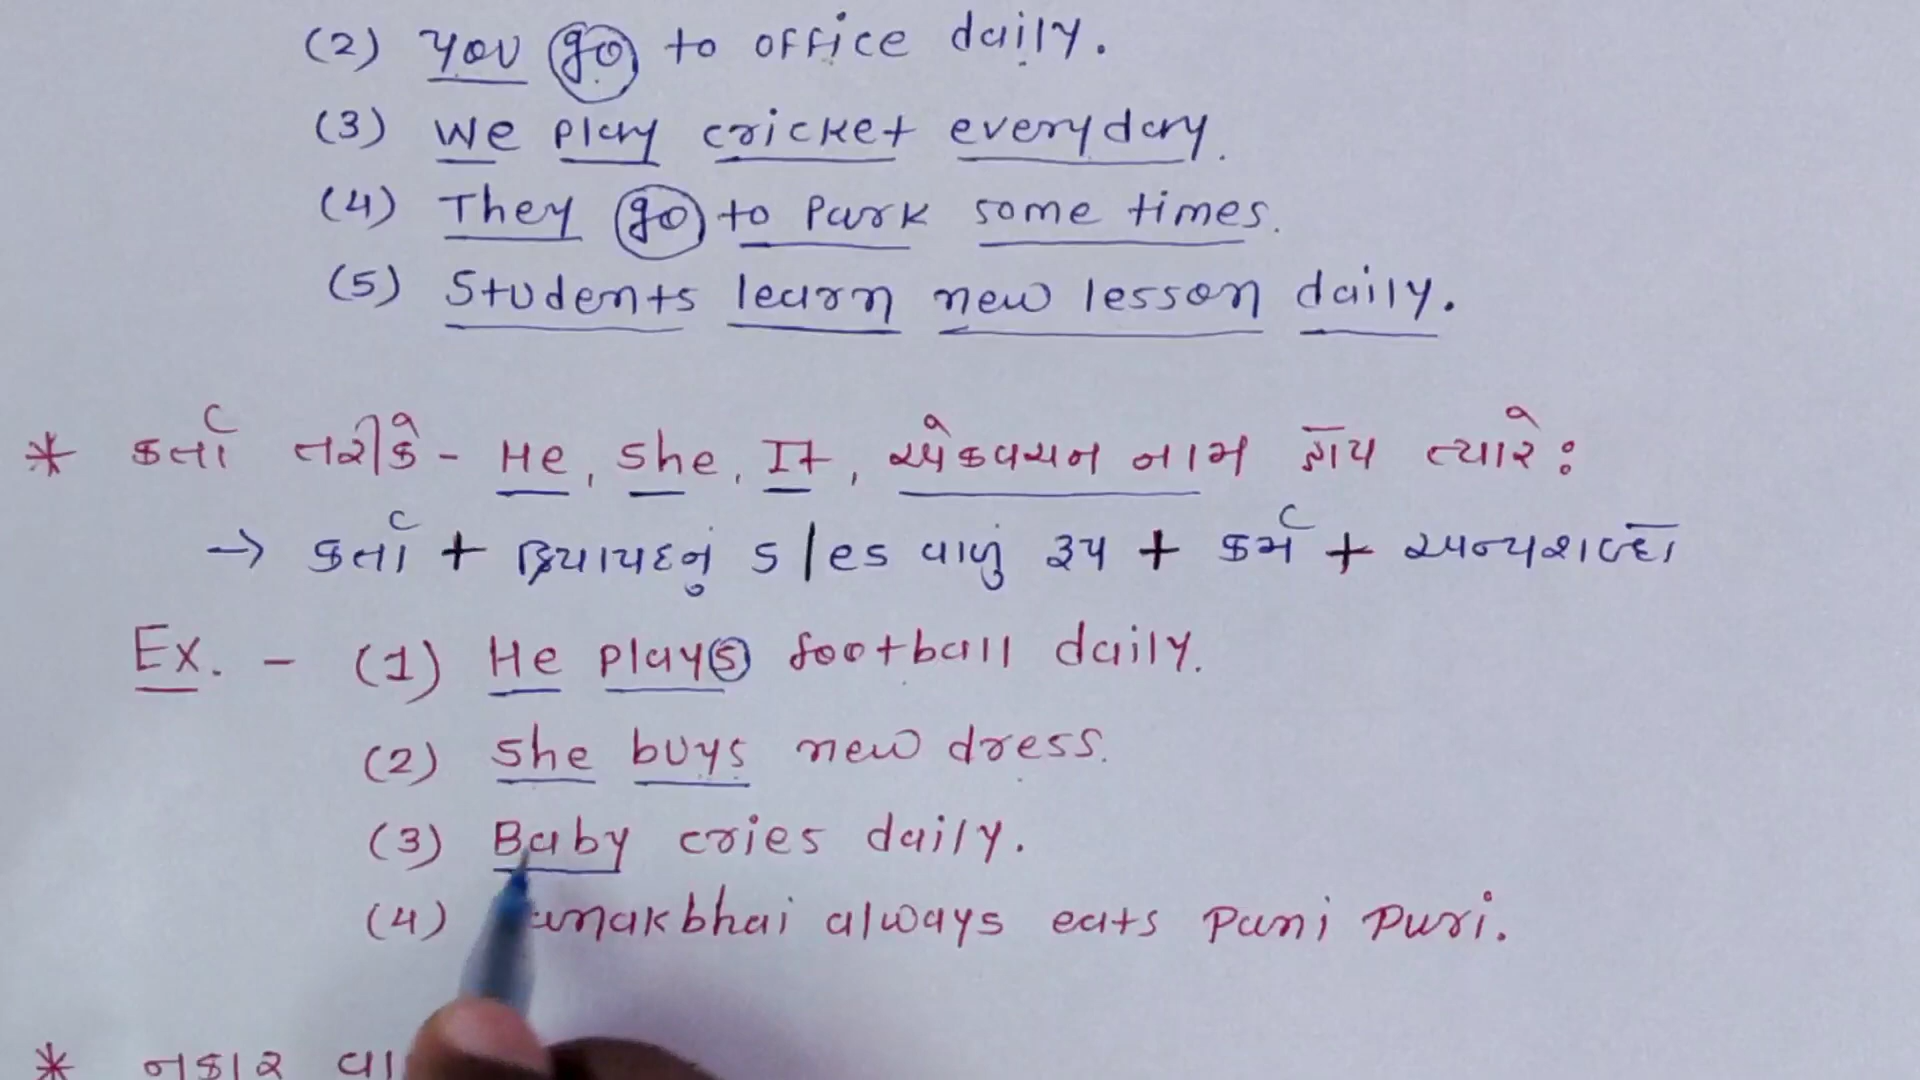 (2) You go to office daily.
(3) We play cricket everyday.
(4) They go to Park some times.
(5) Students learn new lesson daily.
* કર્તા તરીકે - He, she, It, એકવચન નામ હોય ત્યારે :
→ કર્તા + ક્રિયાપદનું s/es વાળું રૂપ + કર્મ + અન્યશબ્દો
Ex. - (1) He plays football daily.
(2) she buys new dress.
(3) Baby cries daily.
(4) always eats Pani Puri.
* નકાર